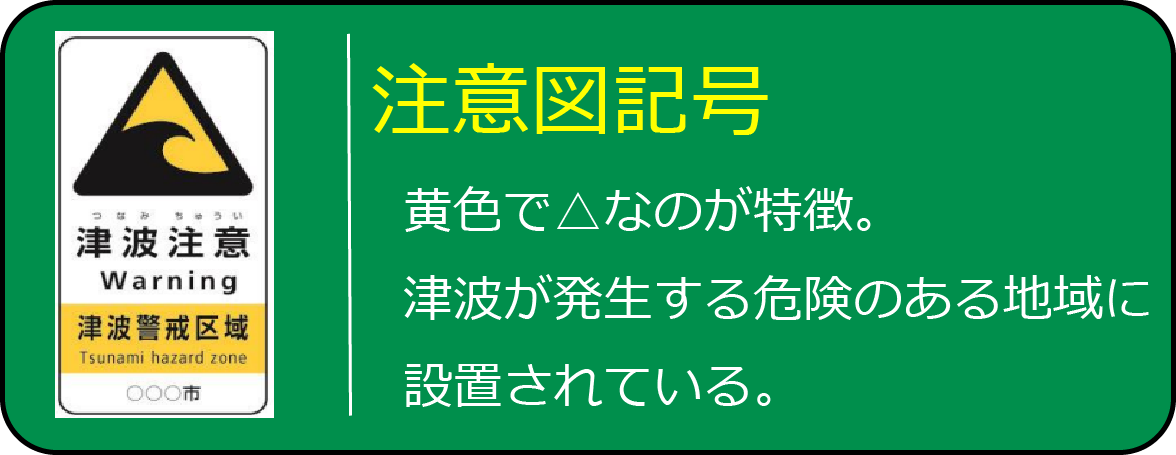 つなみ ちゅうい
津波注意
Warning
津波警戒区域
Tsunami hazard zone
○○○市
注意図記号
黄色で△なのが特徴。
津波が発生する危険のある地域に
設置されている。